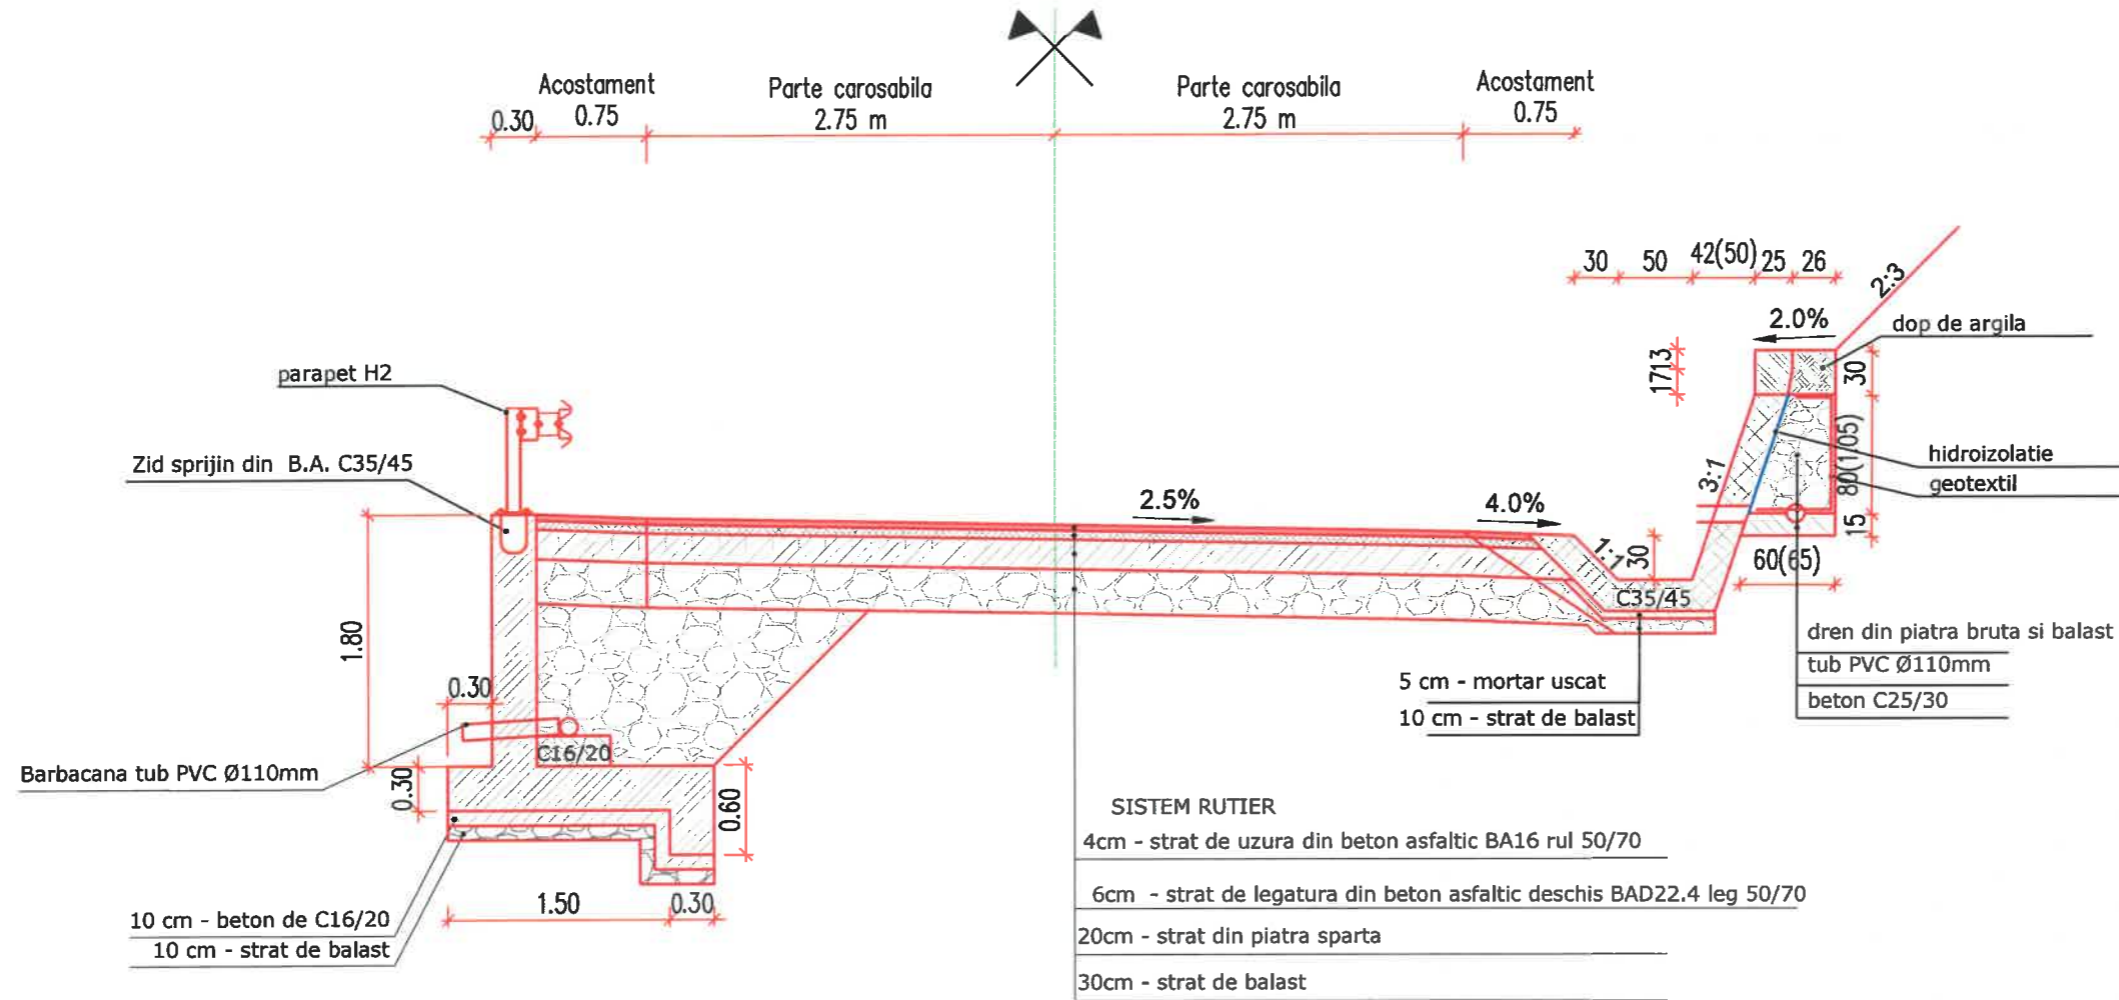 Acostament
0.75
0.30
Parte carosabila
2.75 m
Parte carosabila
2.75 m
Acostament
0.75
30
50
42(50)
25
26
2:3
2.0%
dop de argila
1713
30
parapet H2
Zid sprijin din B.A. C35/45
80(1.05)
hidroizolatie
geotextil
3:1
2.5%
4.0%
1:1
30
15
60(65)
C35/45
1.80
0.30
dren din piatra bruta si balast
tub PVC Ø110mm
beton C25/30
5 cm - mortar uscat
10 cm - strat de balast
C16/20
Barbacana tub PVC Ø110mm
0.30
0.60
SISTEM RUTIER
4cm - strat de uzura din beton asfaltic BA16 rul 50/70
6cm - strat de legatura din beton asfaltic deschis BAD22.4 leg 50/70
20cm - strat din piatra sparta
30cm - strat de balast
1.50
0.30
10 cm - beton de C16/20
10 cm - strat de balast